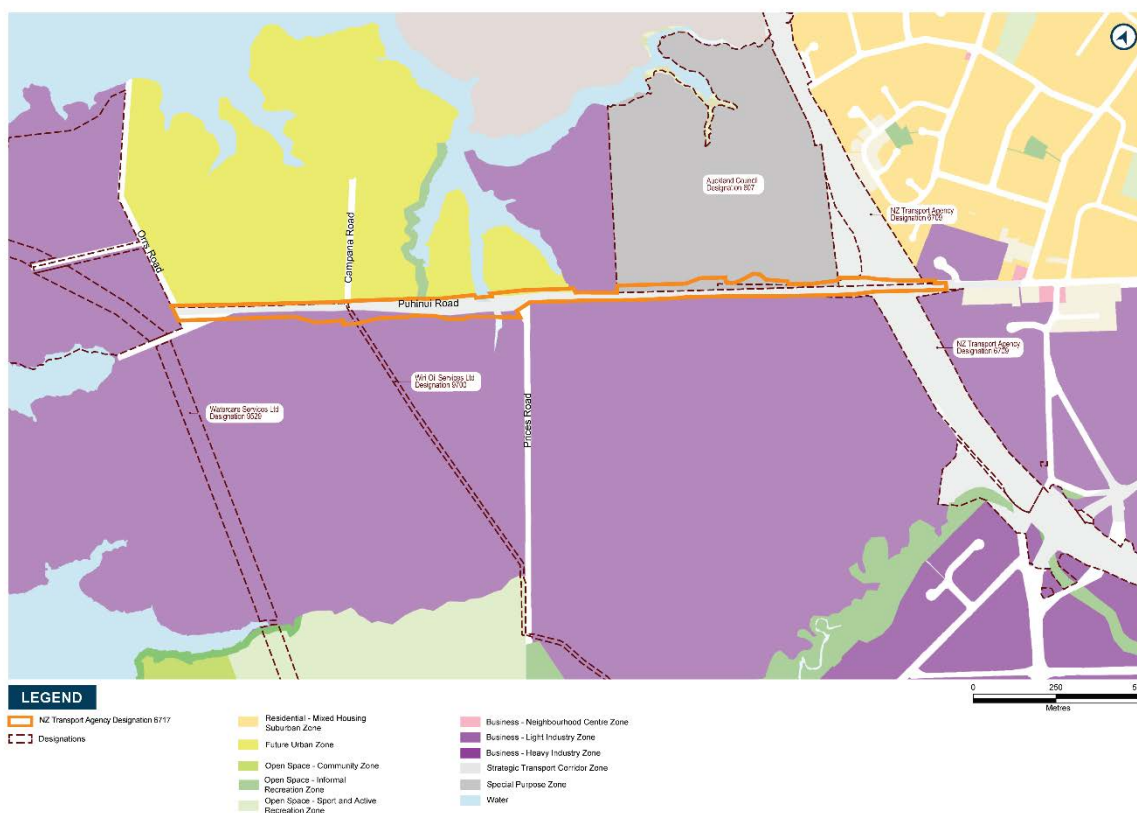 Auckland Council
Designation 607
NZ Transport Agency
Designation 6709
Orrs Road
Campana Road
Puhinui Road
NZ Transport Agency
Designation 6709
Wiri Oil Services Ltd
Designation 9700
Watercare Services Ltd
Designation 9529
Prices Road
LEGEND
NZ Transport Agency Designation 6717
Designations
Residential - Mixed Housing
Suburban Zone
Future Urban Zone
Open Space - Community Zone
Open Space - Informal
Recreation Zone
Open Space - Sport and Active
Recreation Zone
Business - Neighbourhood Centre Zone
Business - Light Industry Zone
Business - Heavy Industry Zone
Strategic Transport Corridor Zone
Special Purpose Zone
Water
0
250
Metres